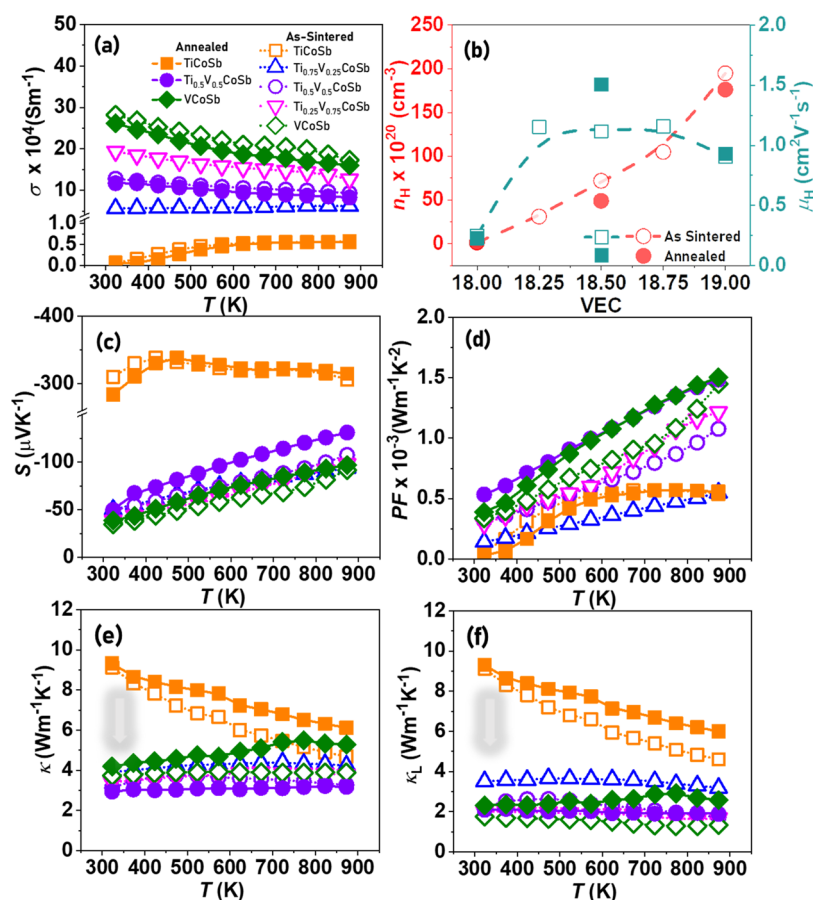 (a)
Annealed
TiCoSb
Ti0.5V0.5CoSb
VCoSb
As-Sintered
TiCoSb
Ti0.75V0.25CoSb
Ti0.5V0.5CoSb
Ti0.25V0.75CoSb
VCoSb
σ x 10⁴(Sm⁻¹)
50
40
30
20
10
1.0
0.5
0.0
300 400 500 600 700 800 900
T (K)
(b)
nH x 10²⁰ (cm⁻³)
250
200
150
100
50
0
μH (cm²V⁻¹s⁻¹)
2.0
1.5
1.0
0.5
0.0
As Sintered
Annealed
18.00 18.25 18.50 18.75 19.00
VEC
(c)
S (μVK⁻¹)
-400
-300
-100
-50
0
300 400 500 600 700 800 900
T (K)
(d)
PF x 10⁻³(Wm⁻¹K⁻²)
2.0
1.5
1.0
0.5
0.0
300 400 500 600 700 800 900
T (K)
(e)
κ (Wm⁻¹K⁻¹)
12
10
8
6
4
2
0
300 400 500 600 700 800 900
T (K)
(f)
κL (Wm⁻¹K⁻¹)
12
10
8
6
4
2
0
300 400 500 600 700 800 900
T (K)